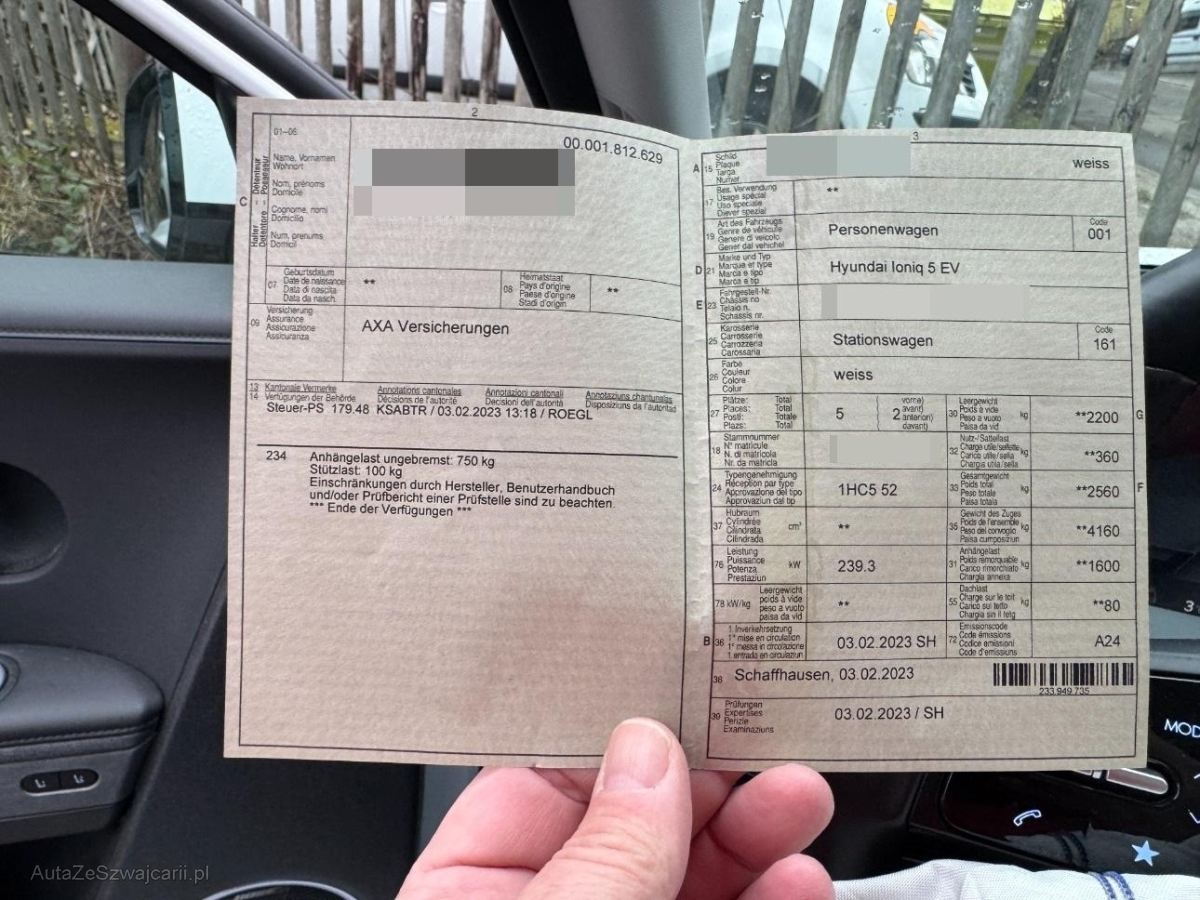 2
01-06
00.001.812.629
C
Halter Détenteur
Detentore Possessur
Name, Vornamen
Wohnort
Nom, prénoms
Domicile
Cognome, nomi
Domicilio
Num, prenums
Domicil
07
Geburtsdatum
Date de naissance
Data di nascita
Data da nasch.
**
08
Heimatstaat
Pays d'origine
Paese d'origine
Stadi d'origin
**
09
Versicherung
Assurance
Assicurazione
Assicuranza
AXA Versicherungen
13 Kantonale Vermerke Annotations cantonales Annotazioni cantonali Annotaziuns chantunalas
14 Verfügungen der Behörde Décisions de l'autorité Decisioni dell'autorità Disposiziuns da l'autoritad
Steuer-PS 179.48 KSABTR / 03.02.2023 13:18 / ROEGL
234 Anhängelast ungebremst: 750 kg
Stützlast: 100 kg
Einschränkungen durch Hersteller, Benutzerhandbuch
und/oder Prüfbericht einer Prüfstelle sind zu beachten.
*** Ende der Verfügungen ***
3
A 15
Schild
Plaque
Targa
Numer
weiss
17
Bes. Verwendung
Usage spécial
Uso speciale
Diever spezial
**
19
Art des Fahrzeugs
Genre de véhicule
Genere di veicolo
Gener dal vehichel
Personenwagen
Code
001
D 21
Marke und Typ
Marque et type
Marca e tipo
Marca e tip
Hyundai Ioniq 5 EV
E 23
Fahrgestell-Nr.
Châssis no
Telaio n.
Schassis nr.
25
Karosserie
Carrosserie
Carrozzeria
Carossaria
Stationswagen
Code
161
26
Farbe
Couleur
Colore
Colur
weiss
27
Plätze: Total
Places: Total
Posti: Totale
Plazs: Total
5
2
vorne)
avant)
anteriori)
davant)
30
Leergewicht
Poids à vide
Peso a vuoto
Paisa da vid
kg
**2200
G
18
Stammnummer
N° matricule
N. di matricola
Nr. da matricla
32
Nutz-/Sattellast
Charge utile/sellette
Carico utile/sella
Chargia utila/sella
kg
**360
24
Typengenehmigung
Réception par type
Approvazione del tipo
Approvaziun dal tip
1HC5 52
33
Gesamtgewicht
Poids total
Peso totale
Paisa totala
kg
**2560
F
37
Hubraum
Cylindrée
Cilindrata
Cilindrada
cm³
**
35
Gewicht des Zuges
Poids de l'ensemble
Peso del convoglio
Paisa cumposiziun
kg
**4160
76
Leistung
Puissance
Potenza
Prestaziun
kW
239.3
31
Anhängelast
Poids remorquable
Carico rimorchiato
Chargia annexa
kg
**1600
78 kW/kg
Leergewicht
poids à vide
peso a vuoto
paisa da vid
**
55
Dachlast
Charge sur le toit
Carico sul tetto
Chargia sin il tetg
kg
**80
B 36
1. Inverkehrsetzung
1re mise en circulation
1a messa in circolazione
1. entrada en circulaziun
03.02.2023 SH
72
Emissionscode
Code émissions
Codice emissioni
Code d'emissiuns
A24
38
Schaffhausen, 03.02.2023
233.949.735
39
Prüfungen
Expertises
Perizie
Examinaziuns
03.02.2023 / SH
MOD
AutaZeSzwajcarii.pl